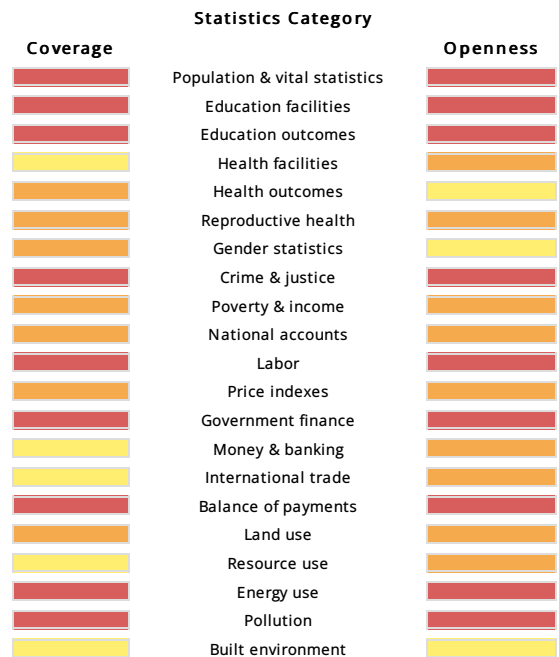 Statistics Category
Coverage
Openness
Population & vital statistics
Education facilities
Education outcomes
Health facilities
Health outcomes
Reproductive health
Gender statistics
Crime & justice
Poverty & income
National accounts
Labor
Price indexes
Government finance
Money & banking
International trade
Balance of payments
Land use
Resource use
Energy use
Pollution
Built environment